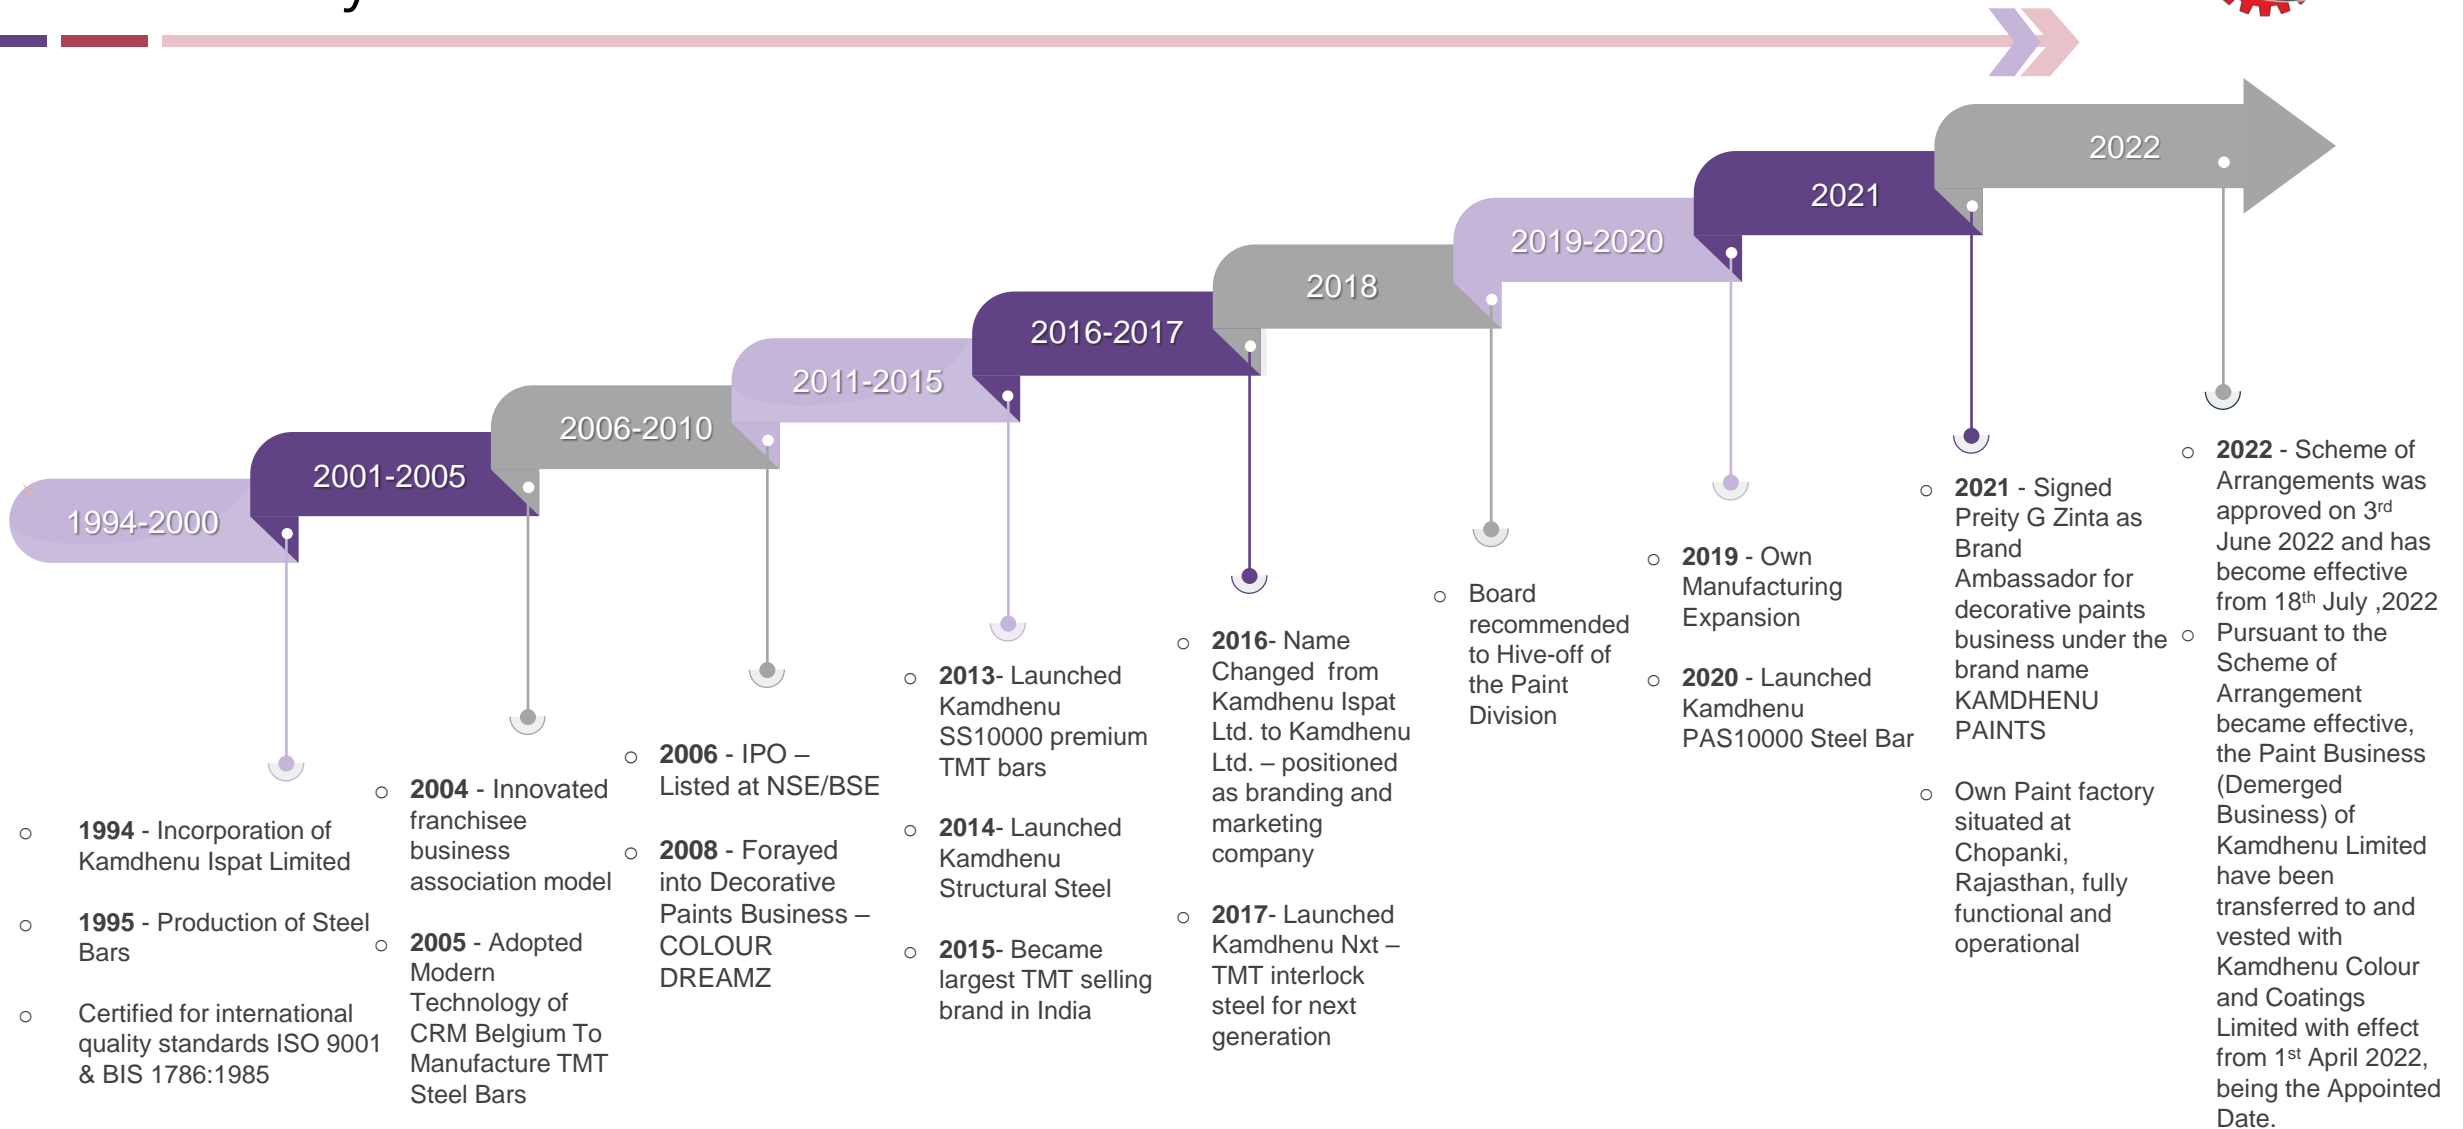 1994-2000
2001-2005
2006-2010
2011-2015
2016-2017
2018
2019-2020
2021
2022
o 1994 - Incorporation of
Kamdhenu Ispat Limited
o 1995 - Production of Steel
Bars
o Certified for international
quality standards ISO 9001
& BIS 1786:1985
o 2004 - Innovated
franchisee
business
association model
o 2005 - Adopted
Modern
Technology of
CRM Belgium To
Manufacture TMT
Steel Bars
o 2006 - IPO –
Listed at NSE/BSE
o 2008 - Forayed
into Decorative
Paints Business –
COLOUR
DREAMZ
o 2013- Launched
Kamdhenu
SS10000 premium
TMT bars
o 2014- Launched
Kamdhenu
Structural Steel
o 2015- Became
largest TMT selling
brand in India
o 2016- Name
Changed from
Kamdhenu Ispat
Ltd. to Kamdhenu
Ltd. – positioned
as branding and
marketing
company
o 2017- Launched
Kamdhenu Nxt –
TMT interlock
steel for next
generation
o Board
recommended
to Hive-off of
the Paint
Division
o 2019 - Own
Manufacturing
Expansion
o 2020 - Launched
Kamdhenu
PAS10000 Steel Bar
o 2021 - Signed
Preity G Zinta as
Brand
Ambassador for
decorative paints
business under the
brand name
KAMDHENU
PAINTS
o Own Paint factory
situated at
Chopanki,
Rajasthan, fully
functional and
operational
o 2022 - Scheme of
Arrangements was
approved on 3rd
June 2022 and has
become effective
from 18th July ,2022
o Pursuant to the
Scheme of
Arrangement
became effective,
the Paint Business
(Demerged
Business) of
Kamdhenu Limited
have been
transferred to and
vested with
Kamdhenu Colour
and Coatings
Limited with effect
from 1st April 2022,
being the Appointed
Date.